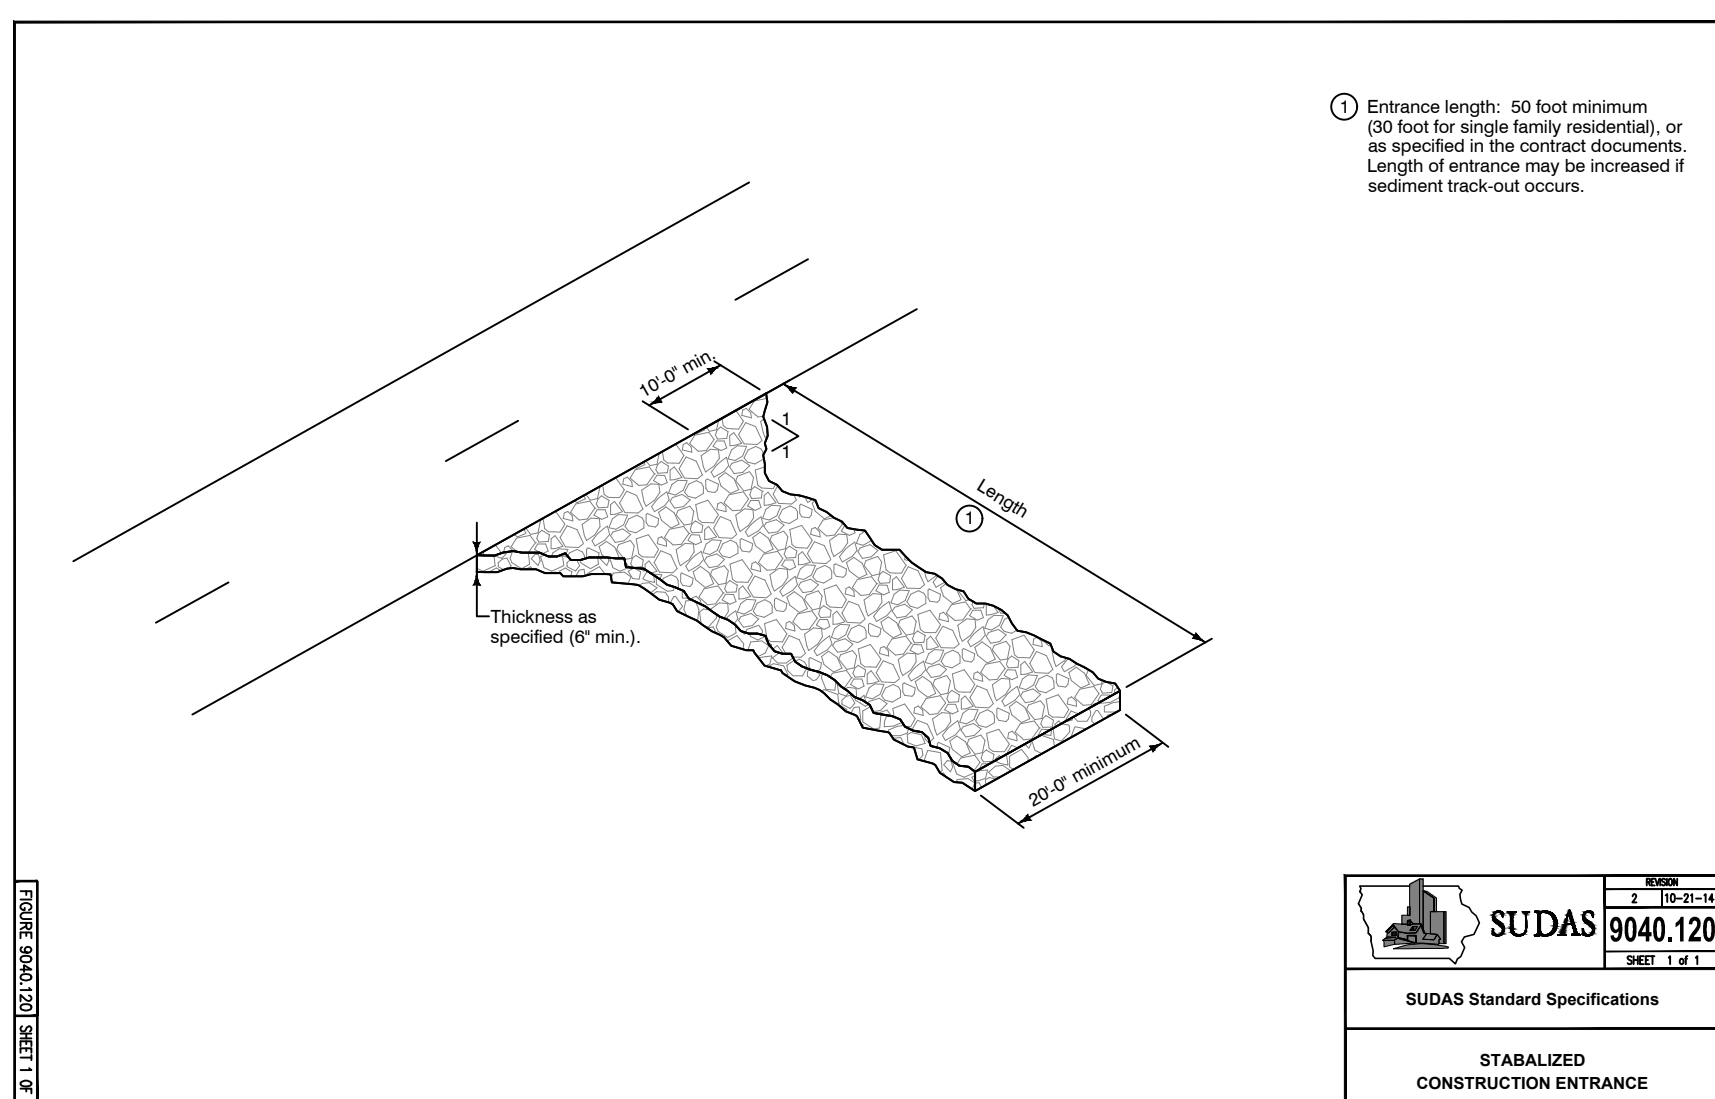 1 Entrance length: 50 foot minimum
(30 foot for single family residential), or
as specified in the contract documents.
Length of entrance may be increased if
sediment track-out occurs.
10'-0" min.
1
1
Length
1
Thickness as
specified (6" min.).
20'-0" minimum
FIGURE 9040.120 SHEET 1 OF
SUDAS
REVISION
2 10-21-14
9040.120
SHEET 1 of 1
SUDAS Standard Specifications
STABALIZED
CONSTRUCTION ENTRANCE